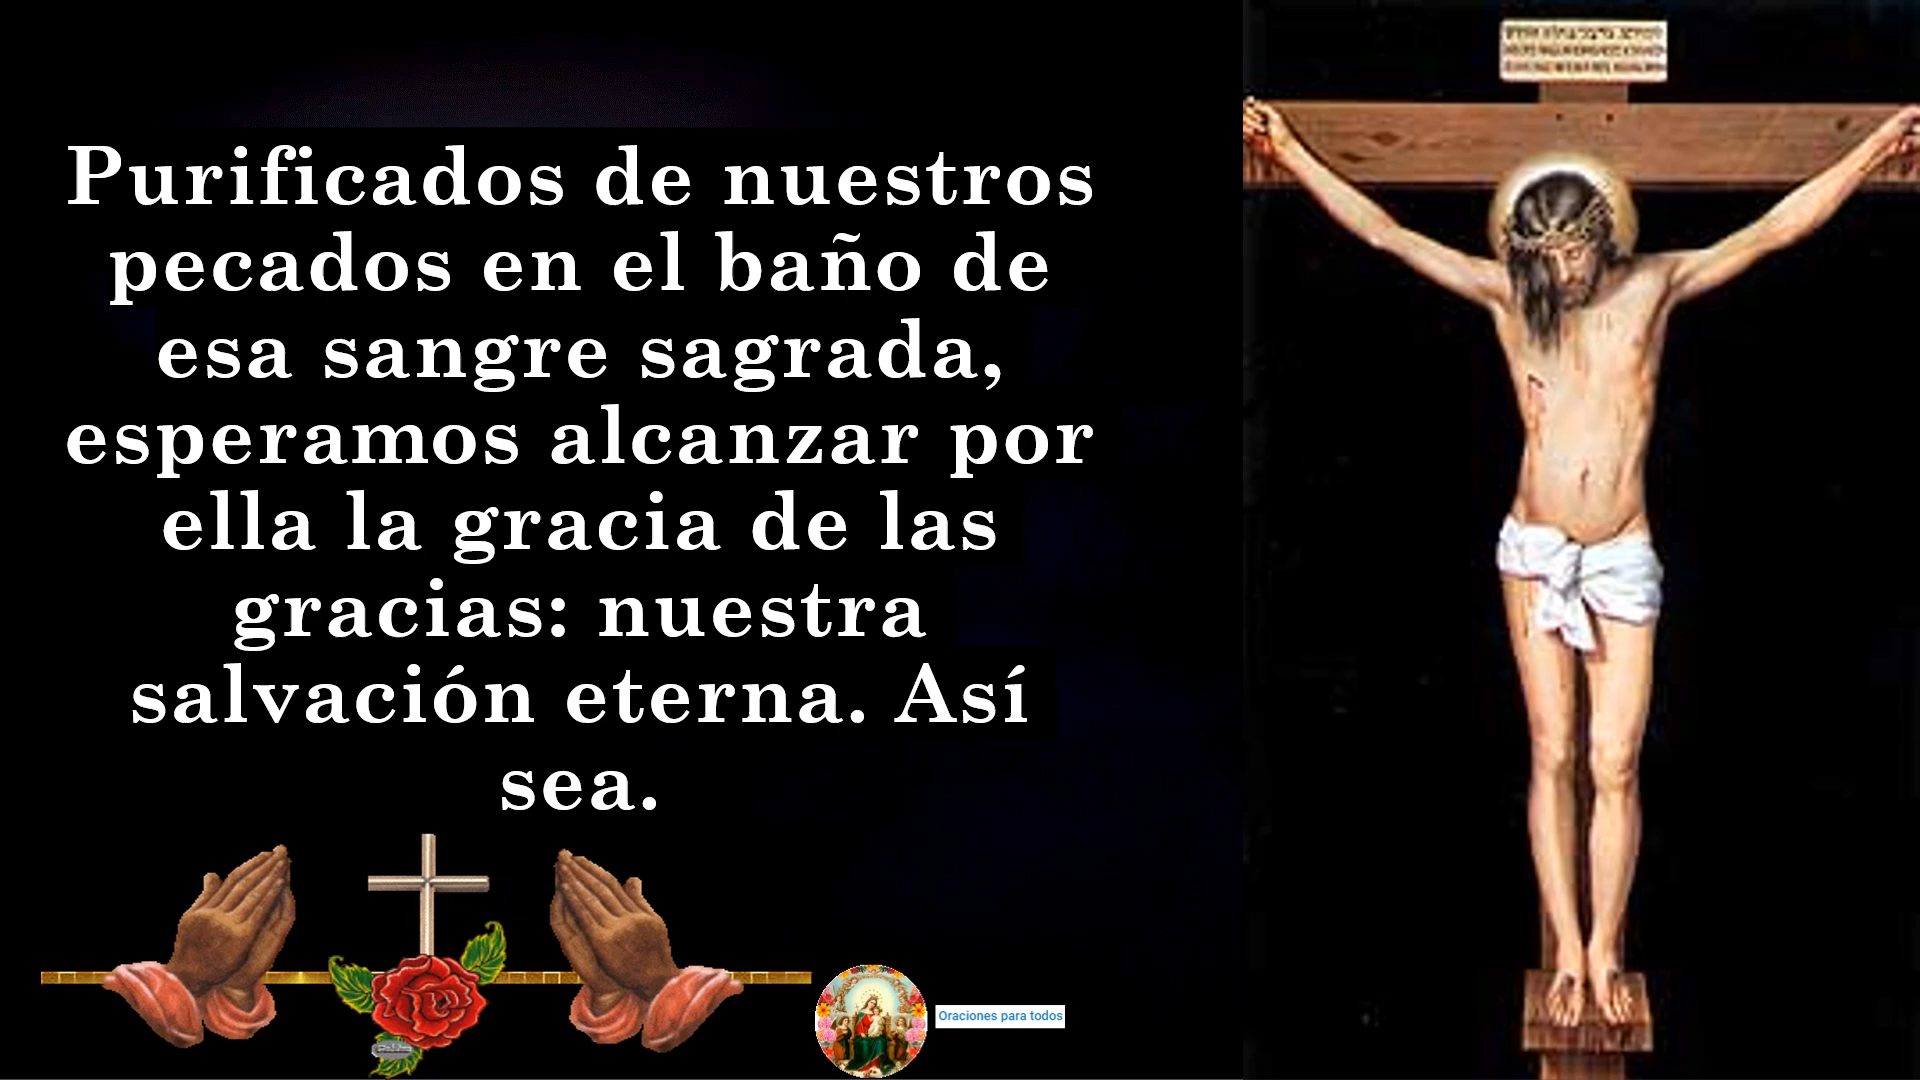 Purificados de nuestros
pecados en el baño de
esa sangre sagrada,
esperamos alcanzar por
ella la gracia de las
gracias: nuestra
salvación eterna. Así
sea.
Oraciones para todos